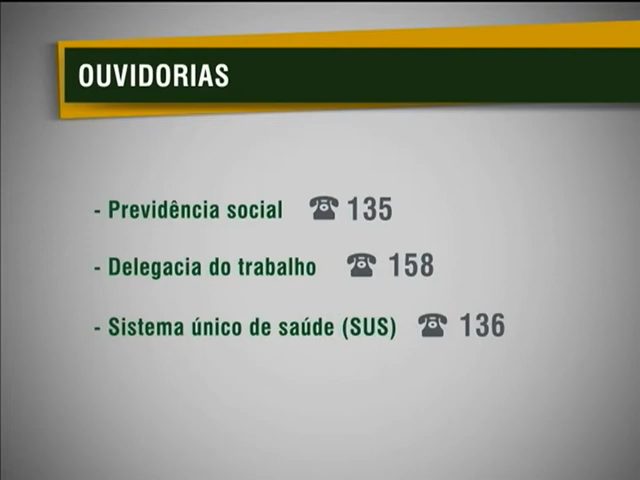 OUVIDORIAS
- Previdência social ☎ 135
- Delegacia do trabalho ☎ 158
- Sistema único de saúde (SUS) ☎ 136